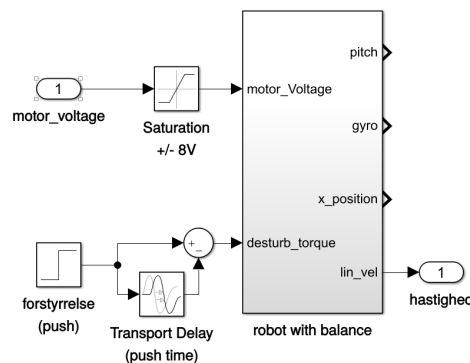 1
motor_voltage
Saturation
+/- 8V
motor_Voltage
desturb_torque
pitch
gyro
x_position
lin_vel
robot with balance
forstyrrelse
(push)
+
-
Transport Delay
(push time)
1
hastighed